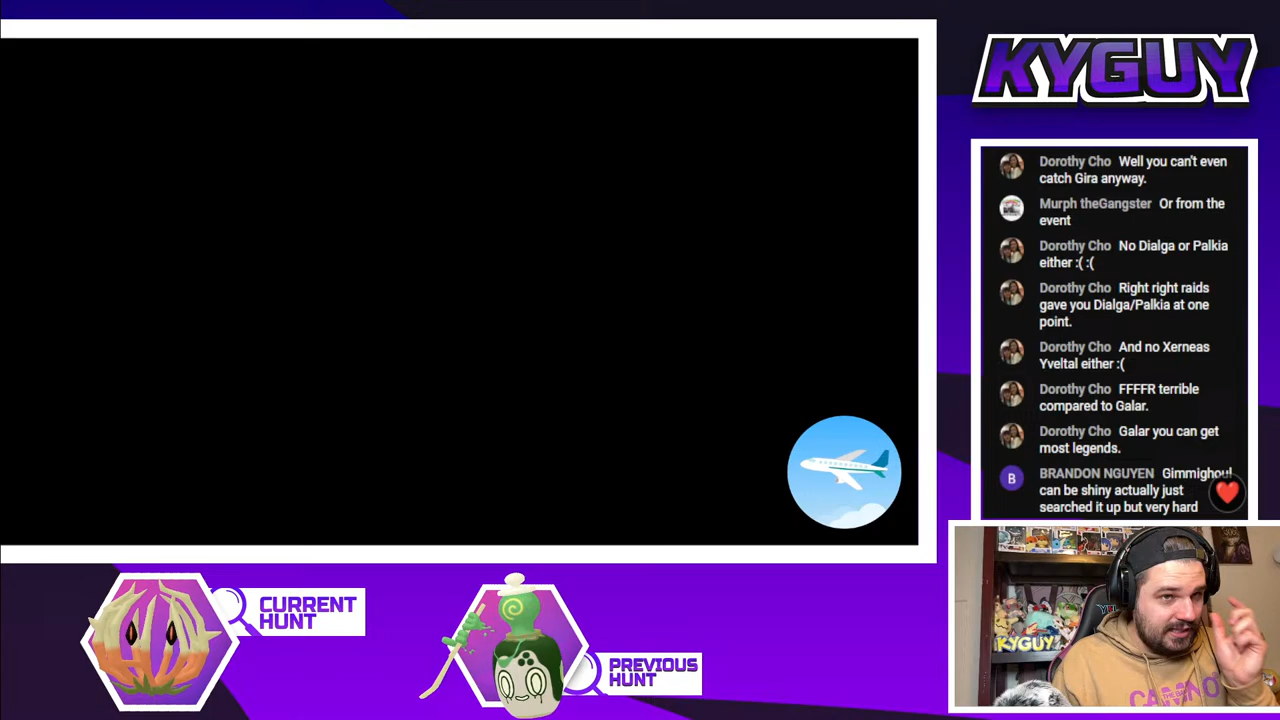 KYGUY
Dorothy Cho Well you can't even
catch Gira anyway.
Murph theGangster Or from the
event
Dorothy Cho No Dialga or Palkia
either :( :(
Dorothy Cho Right right raids
gave you Dialga/Palkia at one
point.
Dorothy Cho And no Xerneas
Yveltal either :(
Dorothy Cho FFFFR terrible
compared to Galar.
Dorothy Cho Galar you can get
most legends.
B BRANDON NGUYEN Gimmighoul
can be shiny actually just
searched it up but very hard
CURRENT
HUNT
PREVIOUS
HUNT
KYGUY